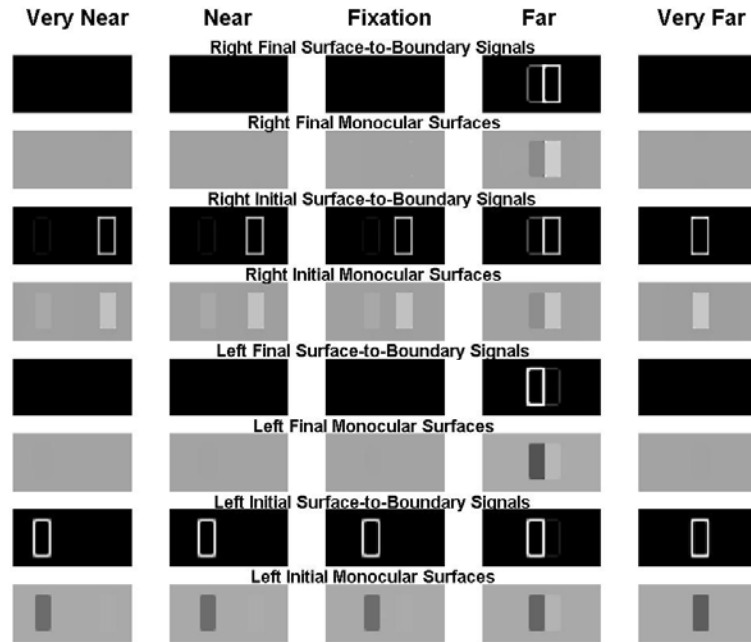 Very Near Near Fixation Far Very Far
Right Final Surface-to-Boundary Signals
Right Final Monocular Surfaces
Right Initial Surface-to-Boundary Signals
Right Initial Monocular Surfaces
Left Final Surface-to-Boundary Signals
Left Final Monocular Surfaces
Left Initial Surface-to-Boundary Signals
Left Initial Monocular Surfaces